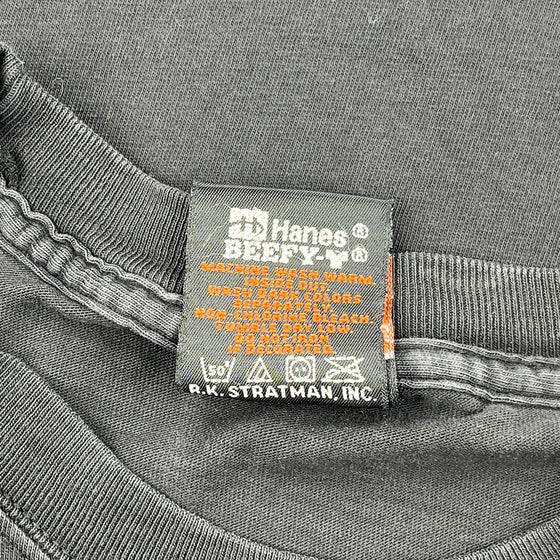 Hanes®
BEEFY-T®
MACHINE WASH WARM.
INSIDE OUT.
WASH DARK COLORS
SEPARATELY.
NON-CHLORINE BLEACH.
TUMBLE DRY LOW
DO NOT IRON
IF DECORATED.
50°
R.K. STRATMAN, INC.